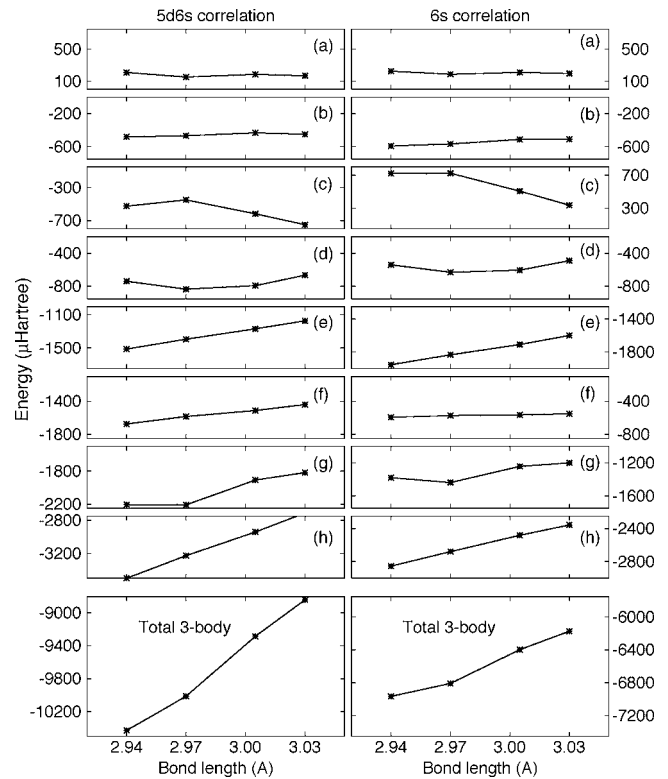 5d6s correlation 6s correlation
500 (a) (a) 500
100 100
-200 (b) (b) -200
-600 -600
-300 (c) (c) 700
-700 300
-400 (d) (d) -400
-800 -800
-1100 (e) (e) -1400
-1500 -1800
-1400 (f) (f) -400
-1800 -800
-1800 (g) (g) -1200
-2200 -1600
-2800 (h) (h) -2400
-3200 -2800
-9000 Total 3-body Total 3-body -6000
-9400 -6400
-9800 -6800
-10200 -7200
2.94 2.97 3.00 3.03 2.94 2.97 3.00 3.03
Bond length (A) Bond length (A)
Energy (μHartree)